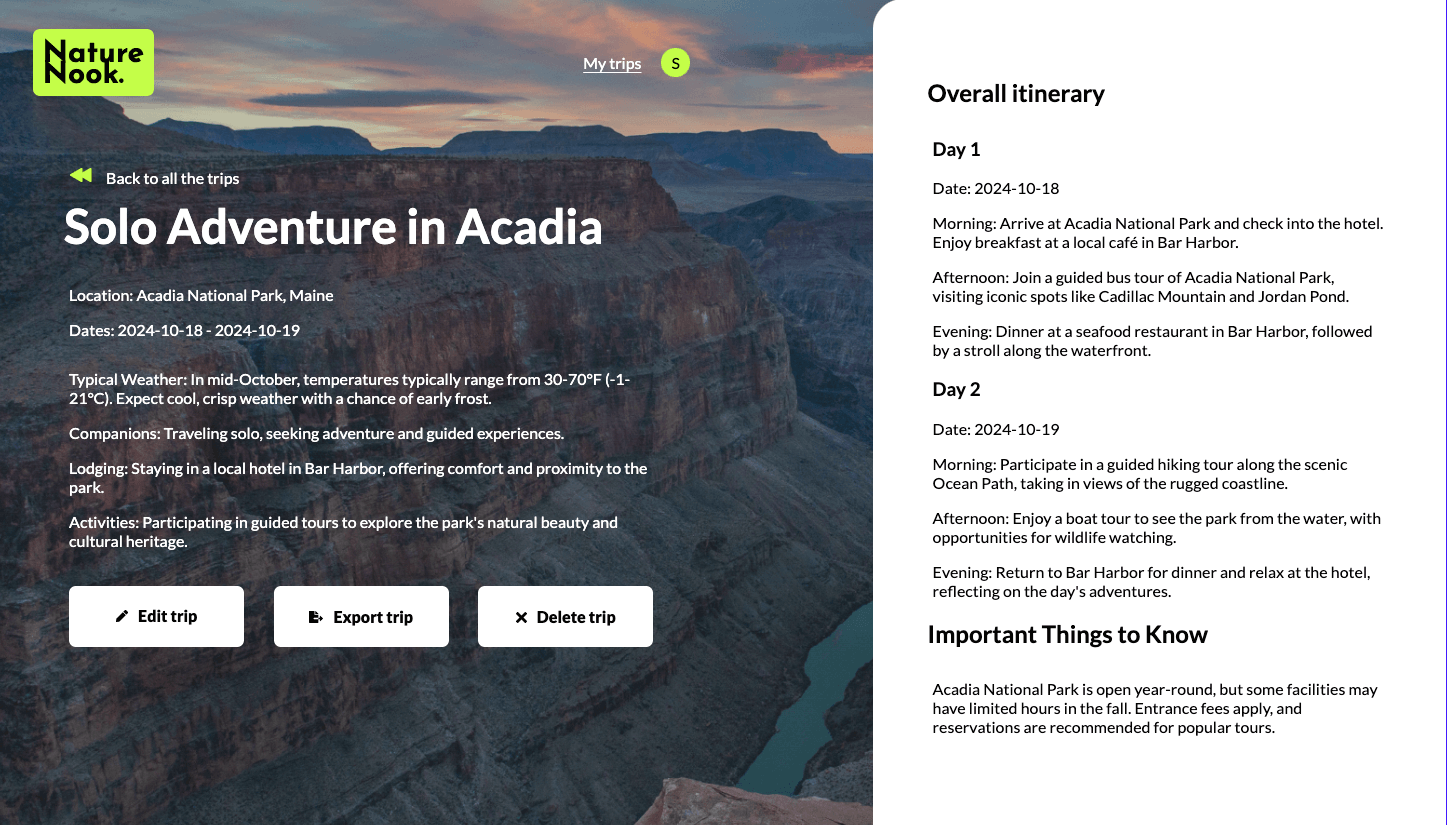 Nature
Nook.
My trips
S
Back to all the trips
Solo Adventure in Acadia
Location: Acadia National Park, Maine
Dates: 2024-10-18 - 2024-10-19
Typical Weather: In mid-October, temperatures typically range from 30-70°F (-1-
21°C). Expect cool, crisp weather with a chance of early frost.
Companions: Traveling solo, seeking adventure and guided experiences.
Lodging: Staying in a local hotel in Bar Harbor, offering comfort and proximity to the
park.
Activities: Participating in guided tours to explore the park's natural beauty and
cultural heritage.
Edit trip
Export trip
Delete trip
Overall itinerary
Day 1
Date: 2024-10-18
Morning: Arrive at Acadia National Park and check into the hotel.
Enjoy breakfast at a local café in Bar Harbor.
Afternoon: Join a guided bus tour of Acadia National Park,
visiting iconic spots like Cadillac Mountain and Jordan Pond.
Evening: Dinner at a seafood restaurant in Bar Harbor, followed
by a stroll along the waterfront.
Day 2
Date: 2024-10-19
Morning: Participate in a guided hiking tour along the scenic
Ocean Path, taking in views of the rugged coastline.
Afternoon: Enjoy a boat tour to see the park from the water, with
opportunities for wildlife watching.
Evening: Return to Bar Harbor for dinner and relax at the hotel,
reflecting on the day's adventures.
Important Things to Know
Acadia National Park is open year-round, but some facilities may
have limited hours in the fall. Entrance fees apply, and
reservations are recommended for popular tours.